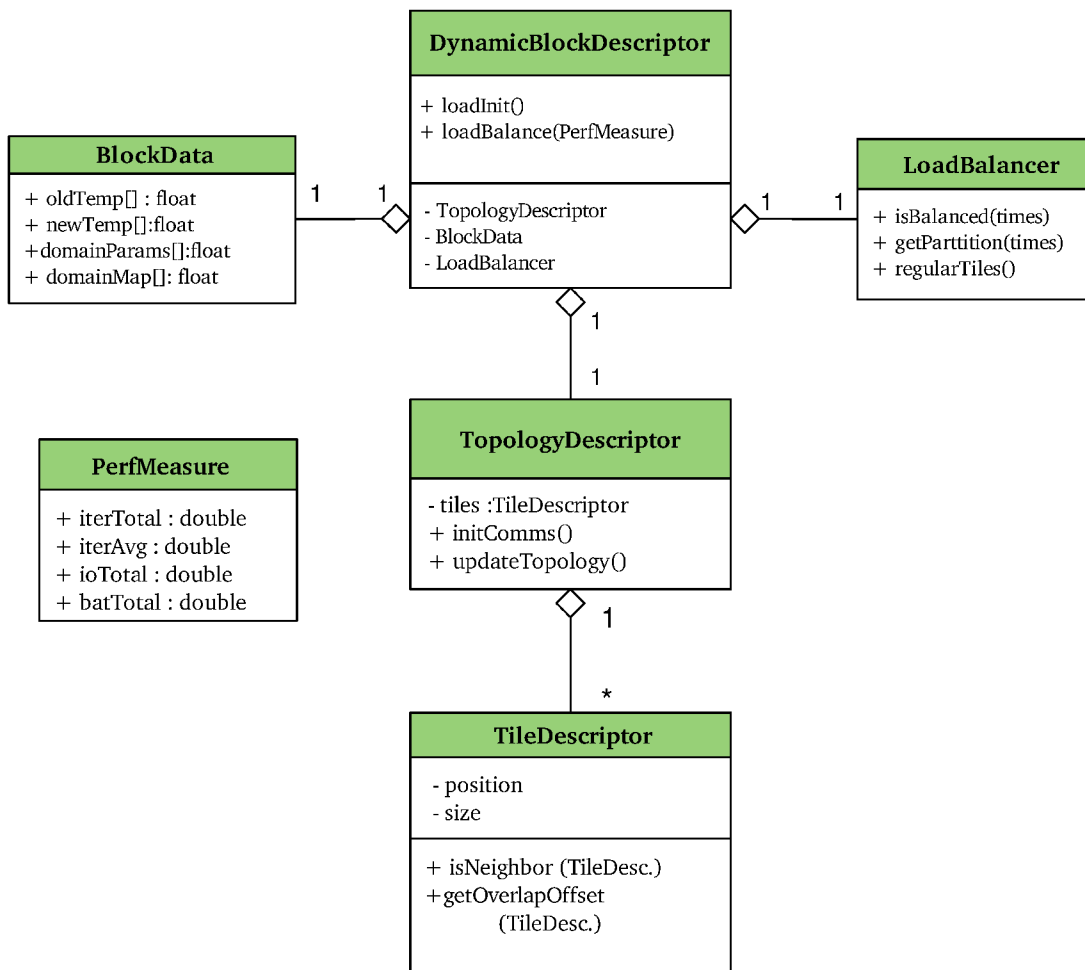 DynamicBlockDescriptor
+ loadInit()
+ loadBalance(PerfMeasure)
- TopologyDescriptor
- BlockData
- LoadBalancer
BlockData
+ oldTemp[] : float
+ newTemp[]:float
+domainParams[]:float
+ domainMap[]: float
1
1
1
1
LoadBalancer
+ isBalanced(times)
+ getParttition(times)
+ regularTiles()
1
1
PerfMeasure
+ iterTotal : double
+ iterAvg : double
+ ioTotal : double
+ batTotal : double
TopologyDescriptor
- tiles :TileDescriptor
+ initComms()
+ updateTopology()
1
*
TileDescriptor
- position
- size
+ isNeighbor (TileDesc.)
+getOverlapOffset
(TileDesc.)